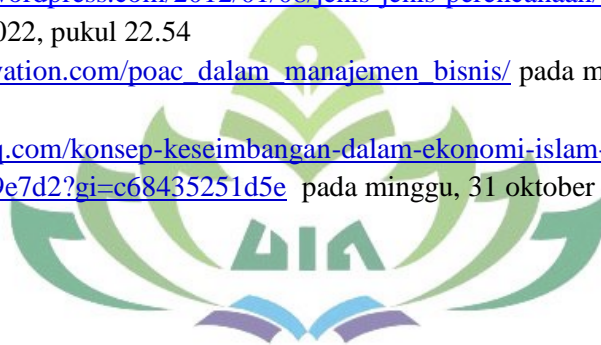 wordpress.com/2012/01/08/jenis-jenis-perencanaan/
022, pukul 22.54
vation.com/poac_dalam_manajemen_bisnis/ pada m
q.com/konsep-keseimbangan-dalam-ekonomi-islam-
9e7d2?gi=c68435251d5e pada minggu, 31 oktober
UIN